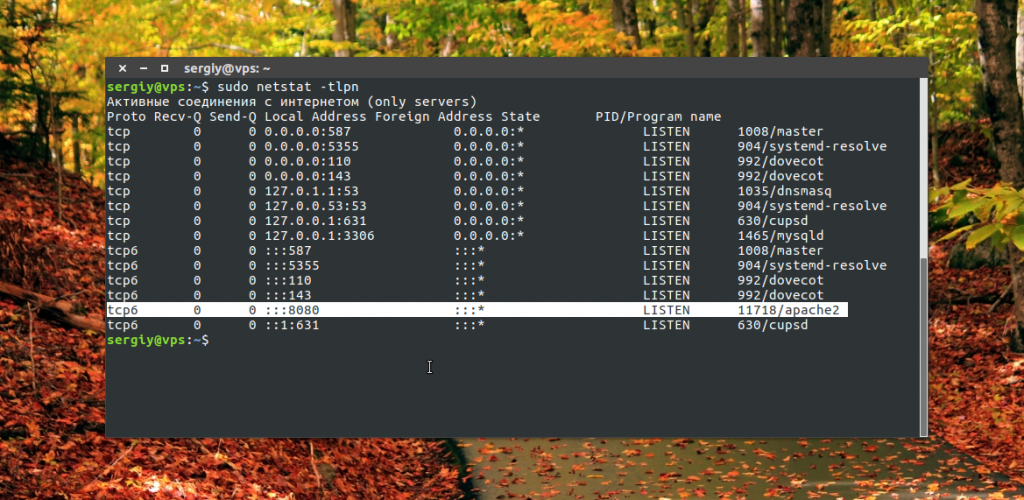 sergiy@vps: ~
sergiy@vps:~$ sudo netstat -tlpn
Активные соединения с интернетом (only servers)
Proto Recv-Q Send-Q Local Address Foreign Address State PID/Program name
tcp 0 0 0.0.0.0:587 0.0.0.0:* LISTEN 1008/master
tcp 0 0 0.0.0.0:5355 0.0.0.0:* LISTEN 904/systemd-resolve
tcp 0 0 0.0.0.0:110 0.0.0.0:* LISTEN 992/dovecot
tcp 0 0 0.0.0.0:143 0.0.0.0:* LISTEN 992/dovecot
tcp 0 0 127.0.1.1:53 0.0.0.0:* LISTEN 1035/dnsmasq
tcp 0 0 127.0.0.53:53 0.0.0.0:* LISTEN 904/systemd-resolve
tcp 0 0 127.0.0.1:631 0.0.0.0:* LISTEN 630/cupsd
tcp 0 0 127.0.0.1:3306 0.0.0.0:* LISTEN 1465/mysqld
tcp6 0 0 :::587 :::* LISTEN 1008/master
tcp6 0 0 :::5355 :::* LISTEN 904/systemd-resolve
tcp6 0 0 :::110 :::* LISTEN 992/dovecot
tcp6 0 0 :::143 :::* LISTEN 992/dovecot
tcp6 0 0 :::8080 :::* LISTEN 11718/apache2
tcp6 0 0 ::1:631 :::* LISTEN 630/cupsd
sergiy@vps:~$